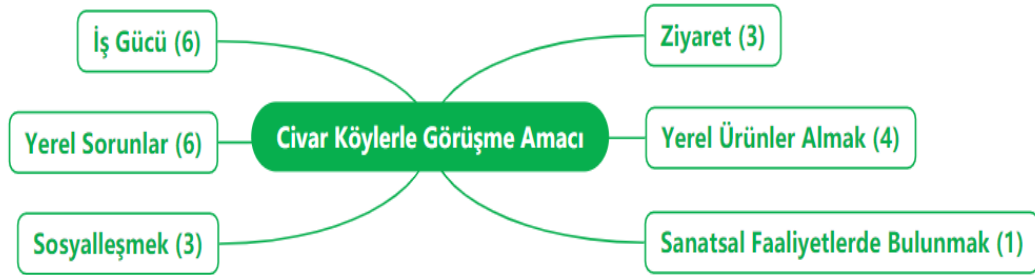 İş Gücü (6)
Ziyaret (3)
Yerel Sorunlar (6)
Civar Köylerle Görüşme Amacı
Yerel Ürünler Almak (4)
Sosyalleşmek (3)
Sanatsal Faaliyetlerde Bulunmak (1)